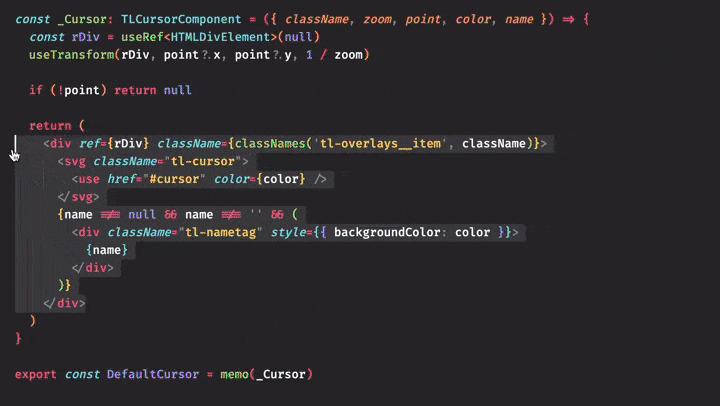 const _Cursor: TLCursorComponent = ({ className, zoom, point, color, name }) => {
const rDiv = useRef<HTMLDivElement>(null)
useTransform(rDiv, point?.x, point?.y, 1 / zoom)
if (!point) return null
return (
<div ref={rDiv} className={classNames('tl-overlays__item', className)}>
<svg className="tl-cursor">
<use href="#cursor" color={color} />
</svg>
{name !== null && name !== '' && (
<div className="tl-nametag" style={{ backgroundColor: color }}>
{name}
</div>
)}
</div>
)
}
export const DefaultCursor = memo(_Cursor)